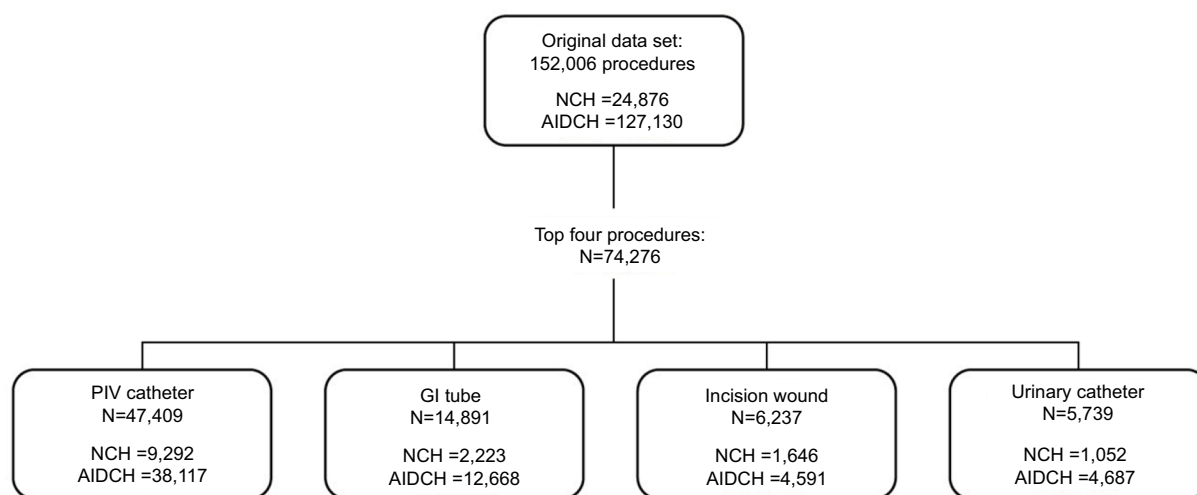 Original data set:
152,006 procedures
NCH =24,876
AIDCH =127,130
Top four procedures:
N=74,276
PIV catheter
N=47,409
NCH =9,292
AIDCH =38,117
GI tube
N=14,891
NCH =2,223
AIDCH =12,668
Incision wound
N=6,237
NCH =1,646
AIDCH =4,591
Urinary catheter
N=5,739
NCH =1,052
AIDCH =4,687